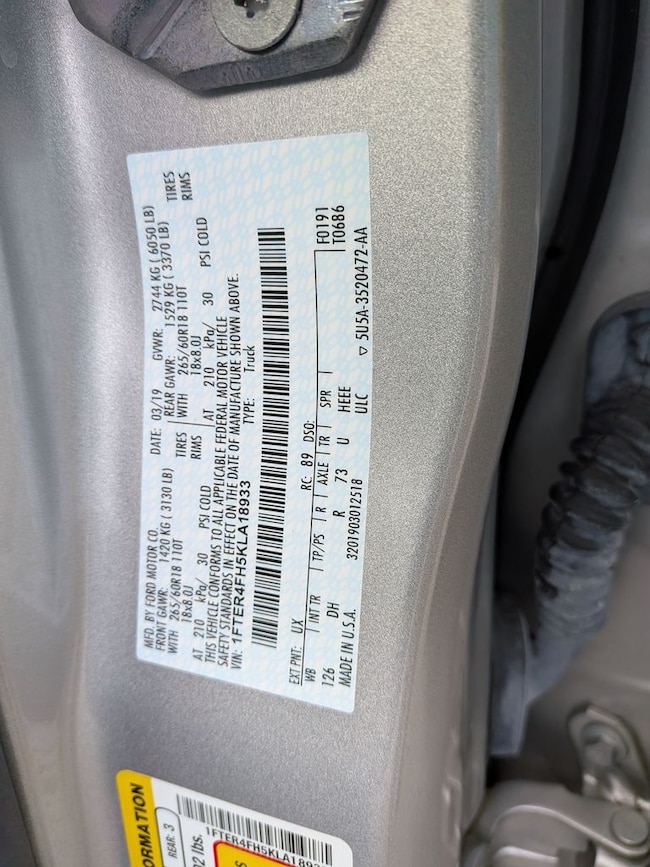 MFD. BY FORD MOTOR CO.
DATE: 03/19 GVWR: 2744 KG ( 6050 LB)
FRONT GAWR: 1420 KG ( 3130 LB)
REAR GAWR: 1529 KG ( 3370 LB)
WITH 265/60R18 110T TIRES
WITH 265/60R18 110T TIRES
18x8.0J RIMS
18x8.0J RIMS
AT 210 kPa/ 30 PSI COLD
AT 210 kPa/ 30 PSI COLD
THIS VEHICLE CONFORMS TO ALL APPLICABLE FEDERAL MOTOR VEHICLE
SAFETY STANDARDS IN EFFECT ON THE DATE OF MANUFACTURE SHOWN ABOVE.
VIN: 1FTER4FH5KLA18933 TYPE: Truck
EXT PNT: UX RC: 89 DSO: F0191
WB INT TR TP/PS R AXLE TR SPR T0686
126 DH R 73 U HEEE
MADE IN U.S.A. 3201903012518 ULC ▽ 5U5A-3520472-AA
REAR: 3
1FTER4FH5KLA1893